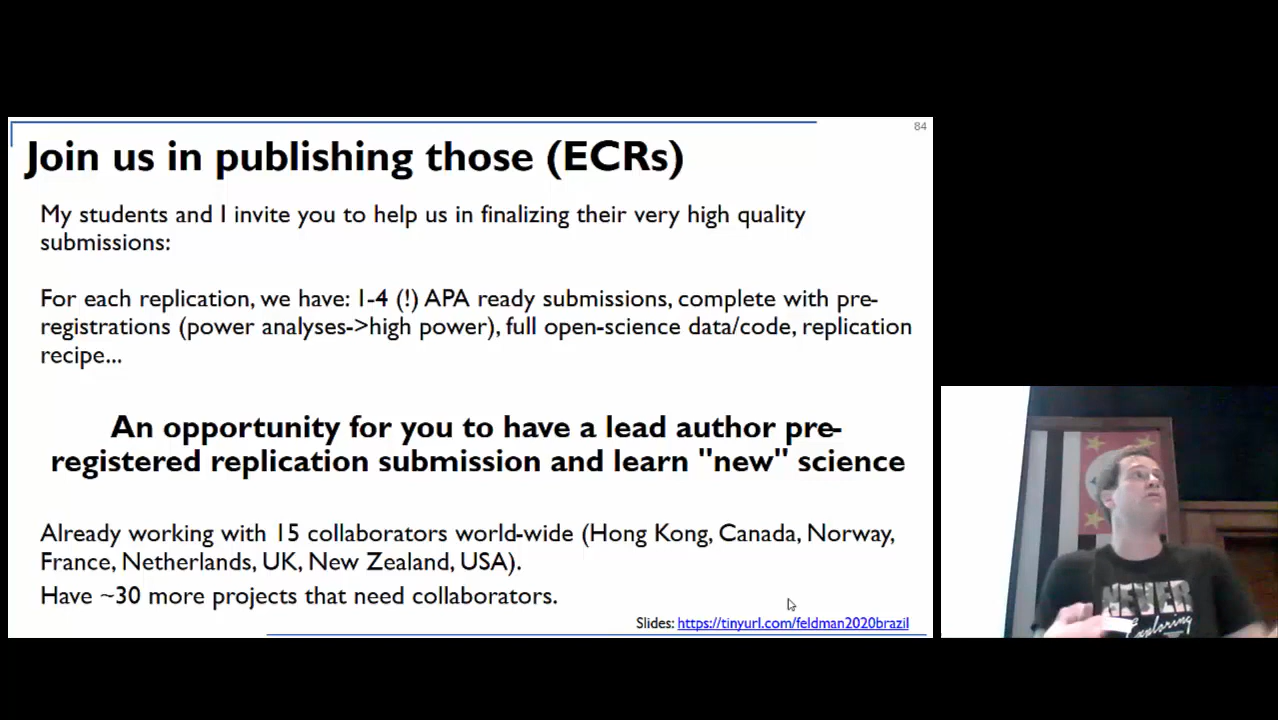 84
Join us in publishing those (ECRs)
My students and I invite you to help us in finalizing their very high quality
submissions:
For each replication, we have: 1-4 (!) APA ready submissions, complete with pre-
registrations (power analyses->high power), full open-science data/code, replication
recipe...
An opportunity for you to have a lead author pre-
registered replication submission and learn "new" science
Already working with 15 collaborators world-wide (Hong Kong, Canada, Norway,
France, Netherlands, UK, New Zealand, USA).
Have ~30 more projects that need collaborators.
Slides: https://tinyurl.com/feldman2020brazil
NEVER
Exploring